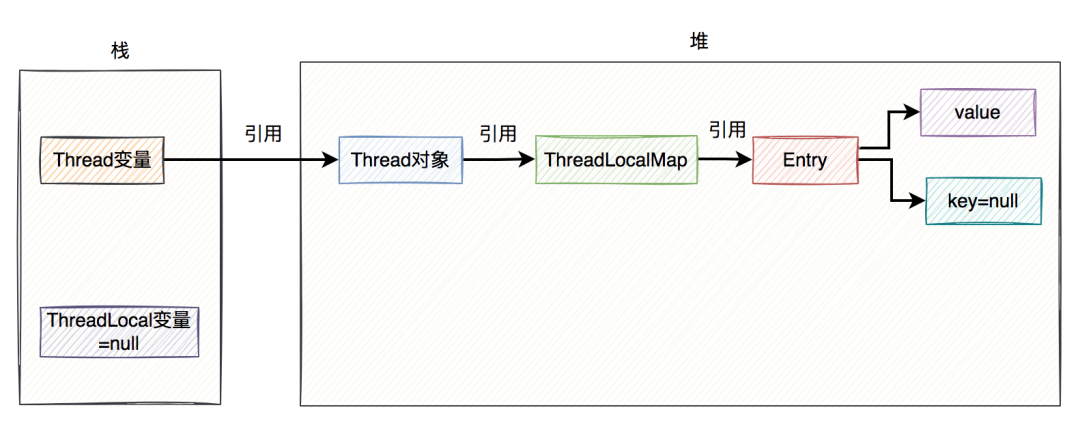 栈
堆
Thread变量
引用
Thread对象
引用
ThreadLocalMap
引用
Entry
value
key=null
ThreadLocal变量
=null